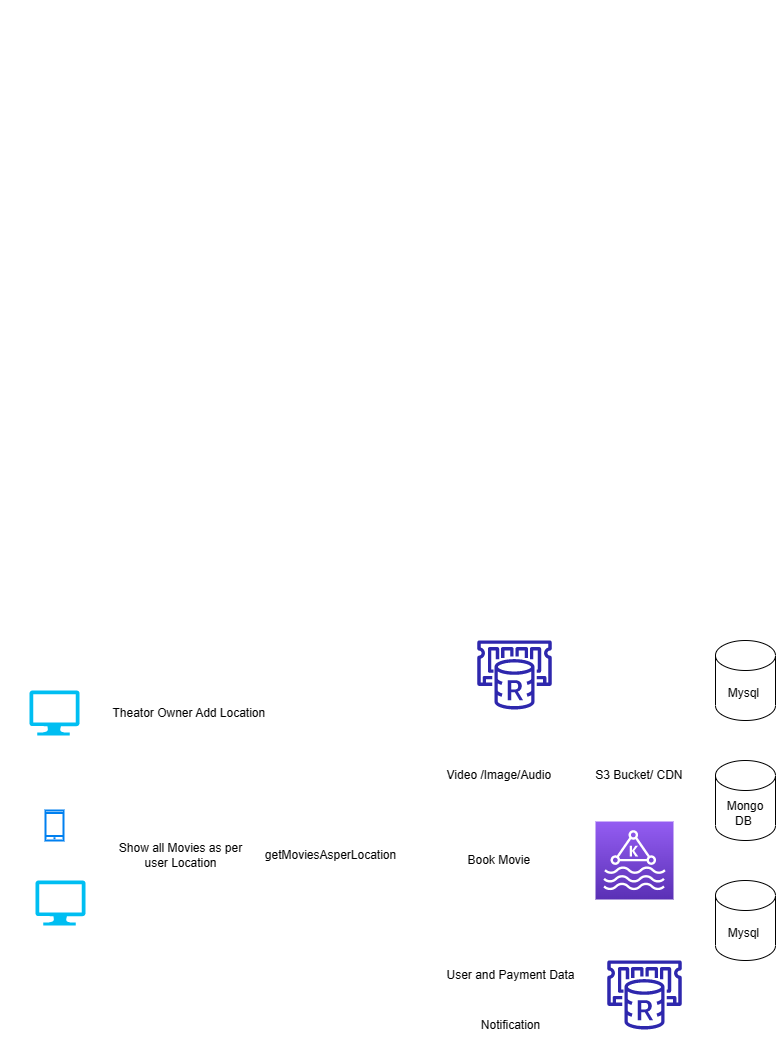 R
Mysql
Theator Owner Add Location
Video /Image/Audio
S3 Bucket/ CDN
Mongo
DB
Show all Movies as per
user Location
getMoviesAsperLocation
Book Movie
K
Mysql
User and Payment Data
R
Notification